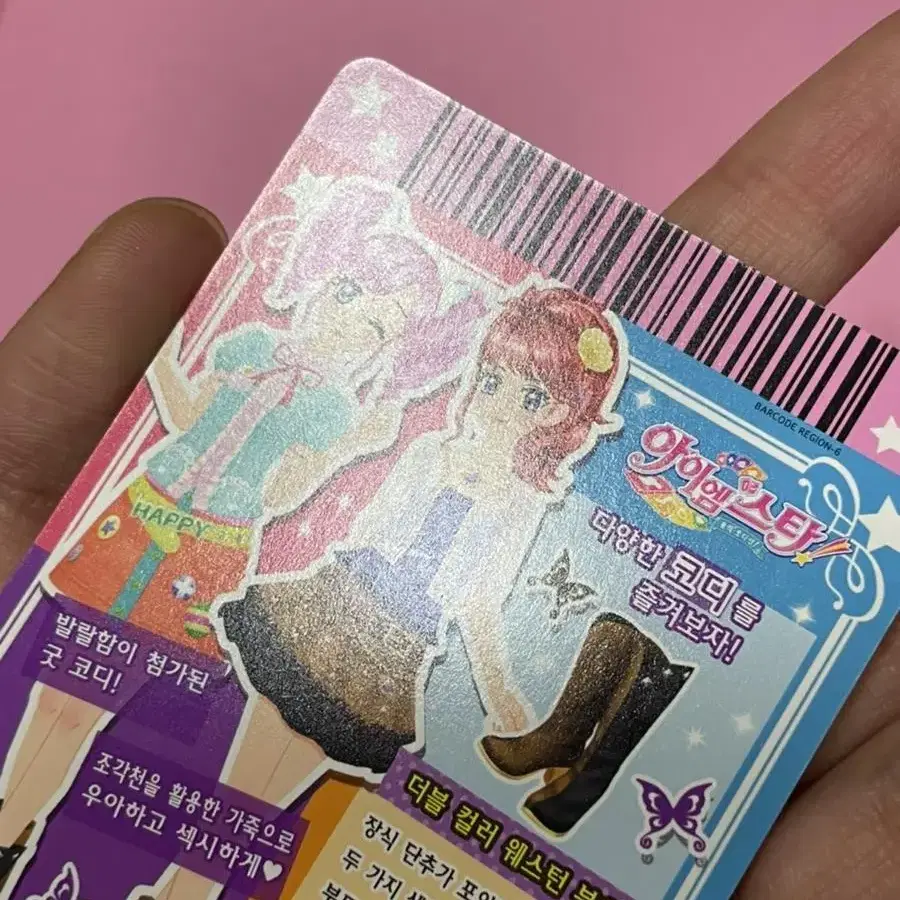 BARCODE REGION-6
아이엠★스타!
다양한 코디를
즐겨보자!
HAPPY
발랄함이 첨가된
굿 코디!
조각천을 활용한 가죽으로
우아하고 섹시하게♥
더블 컬러 웨스턴
장식 단추가
두 가지